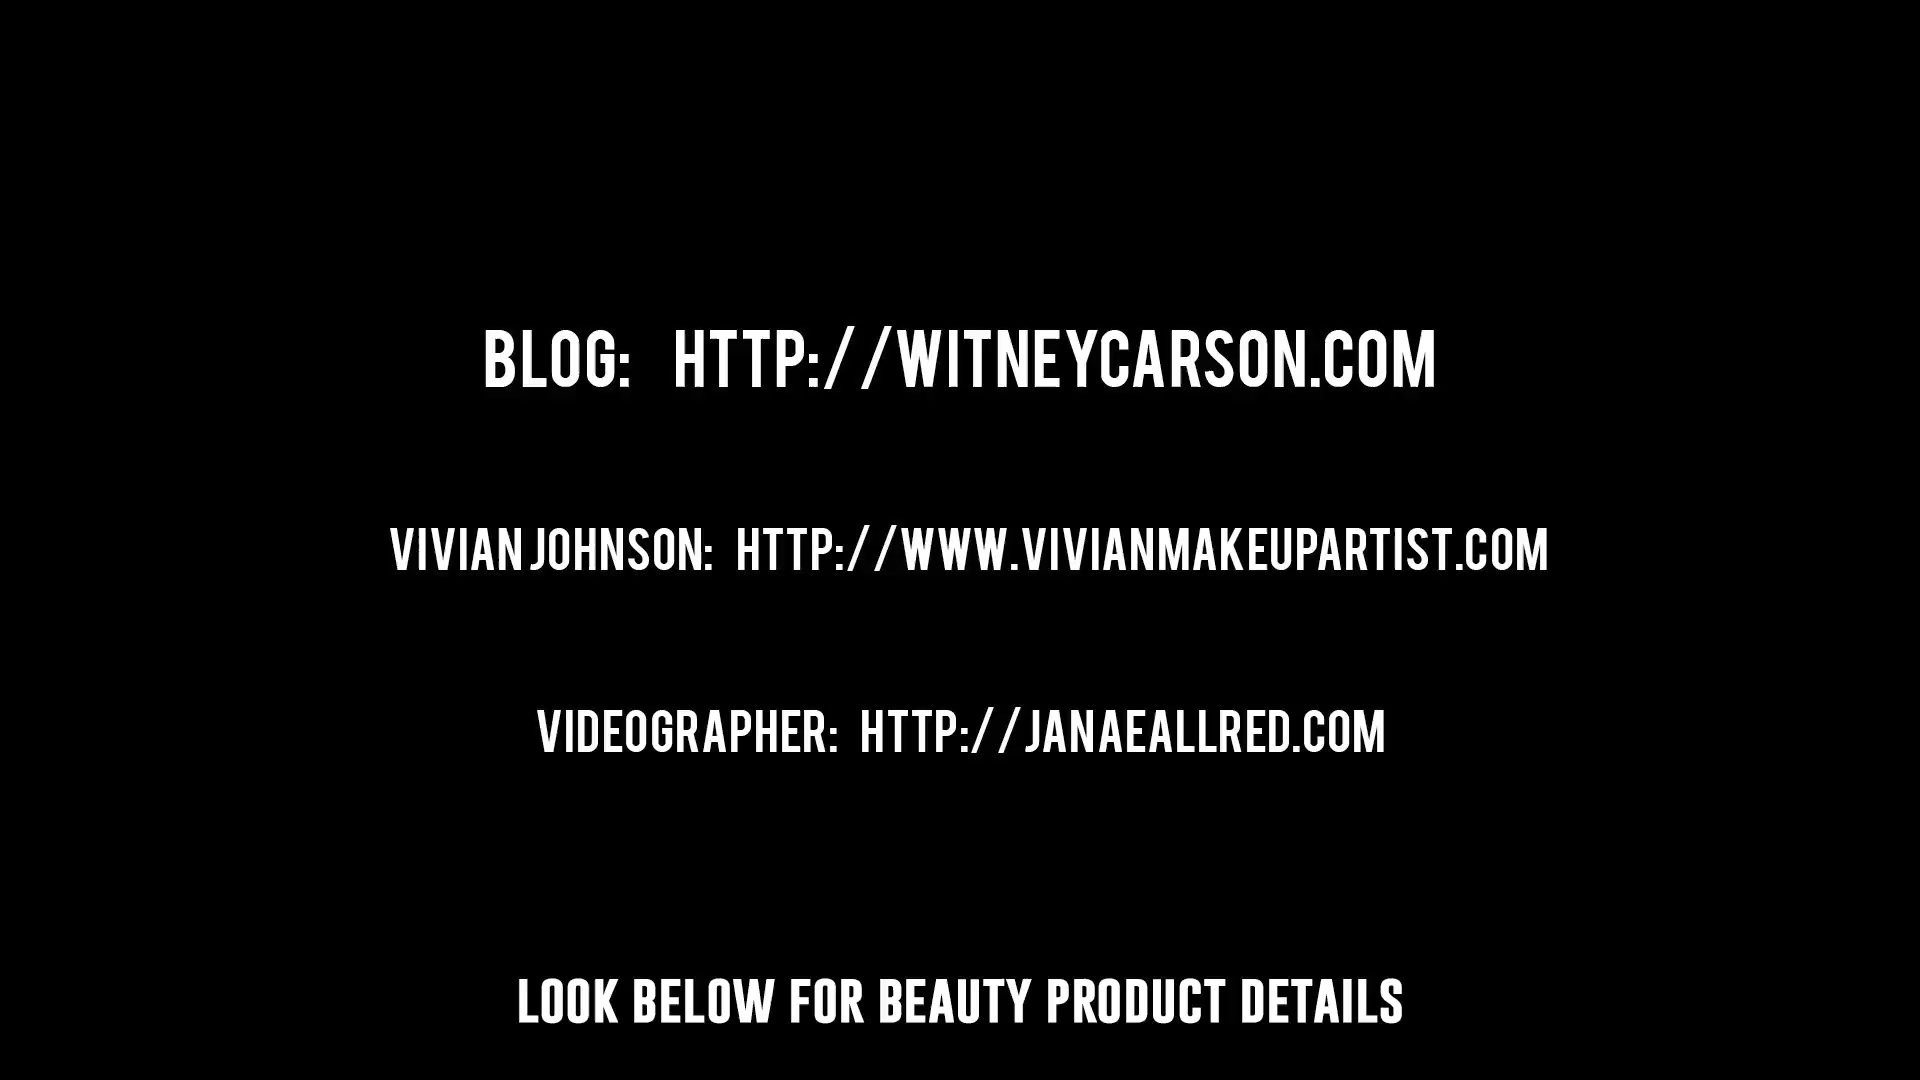 BLOG: HTTP://WITNEYCARSON.COM
VIVIAN JOHNSON: HTTP://WWW.VIVIANMAKEUPARTIST.COM
VIDEOGRAPHER: HTTP://JANAEALLRED.COM
LOOK BELOW FOR BEAUTY PRODUCT DETAILS